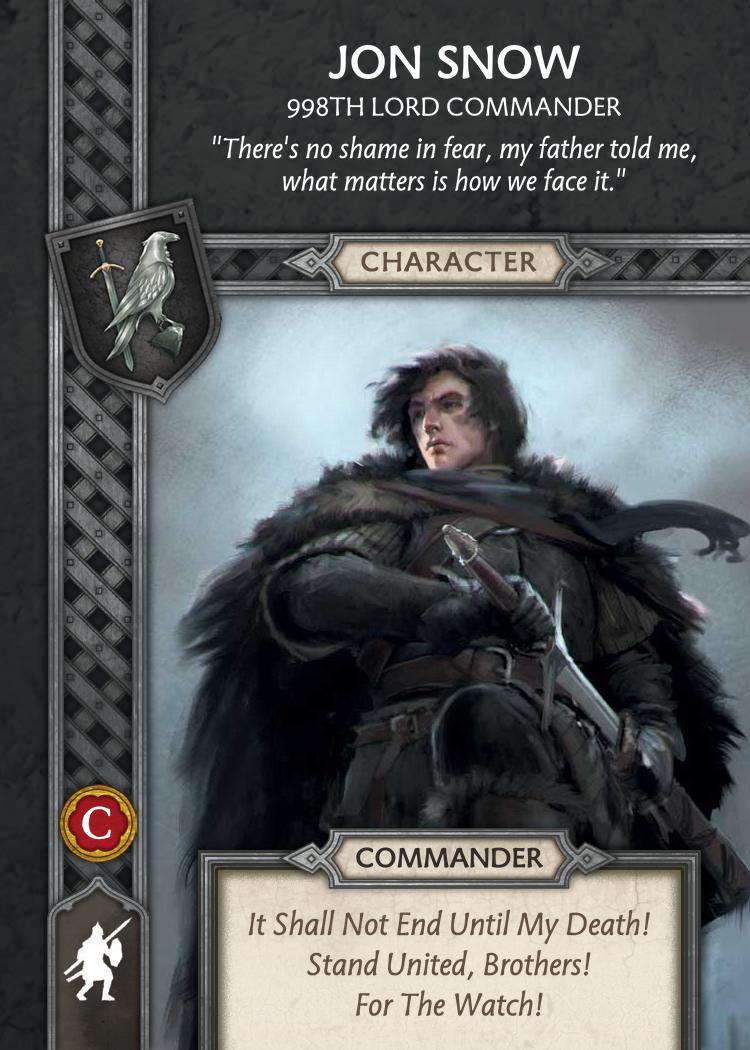 JON SNOW
998TH LORD COMMANDER
"There's no shame in fear, my father told me,
what matters is how we face it."
CHARACTER
C
COMMANDER
It Shall Not End Until My Death!
Stand United, Brothers!
For The Watch!